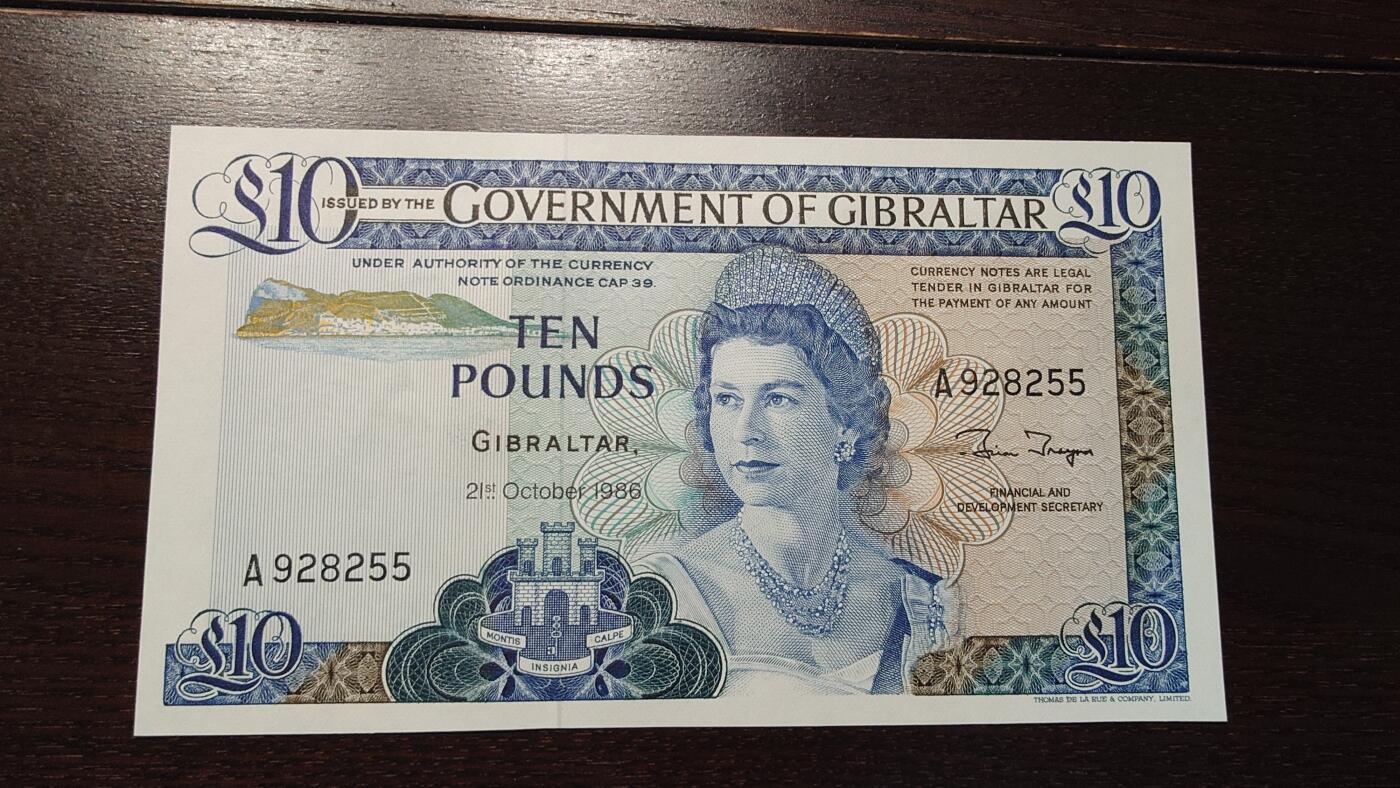 £10 ISSUED BY THE GOVERNMENT OF GIBRALTAR £10
UNDER AUTHORITY OF THE CURRENCY
NOTE ORDINANCE CAP 39.
CURRENCY NOTES ARE LEGAL
TENDER IN GIBRALTAR FOR
THE PAYMENT OF ANY AMOUNT
TEN
POUNDS
A928255
GIBRALTAR,
21st October 1986
FINANCIAL AND
DEVELOPMENT SECRETARY
A928255
MONTIS CALPE
INSIGNIA
£10 £10
THOMAS DE LA RUE & COMPANY, LIMITED.